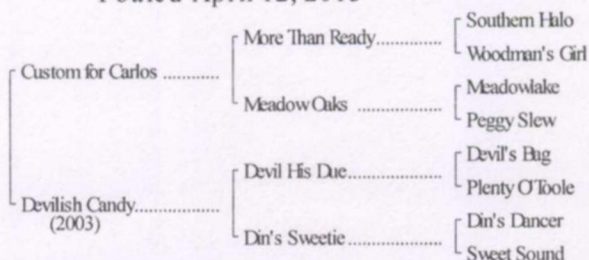 Foaled April
Southern Halo
More Than Ready..............
Woodman's Girl
Custom for Carlos ............
Meadowlake
Meadow Oaks ................
Peggy Slew
Devil's Bag
Devil His Due..................
Plenty O'Toole
Devilish Candy.................
(2003)
Din's Dancer
Din's Sweetie..................
Sweet Sound